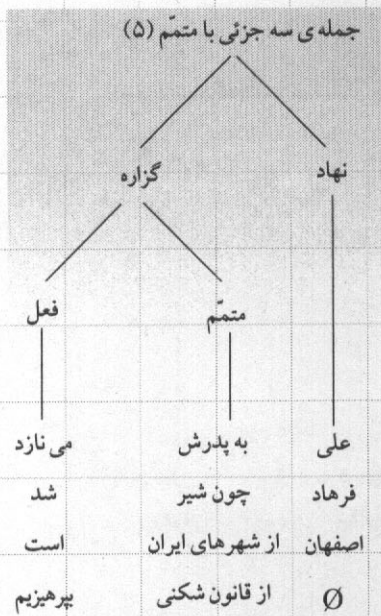 جمله‌ی سه جزئی با متمّم (۵)
نهاد گزاره
متمّم فعل
علی به پدرش می‌نازد
فرهاد چون شیر شد
اصفهان از شهرهای ایران است
Ø از قانون شکنی بپرهیزیم